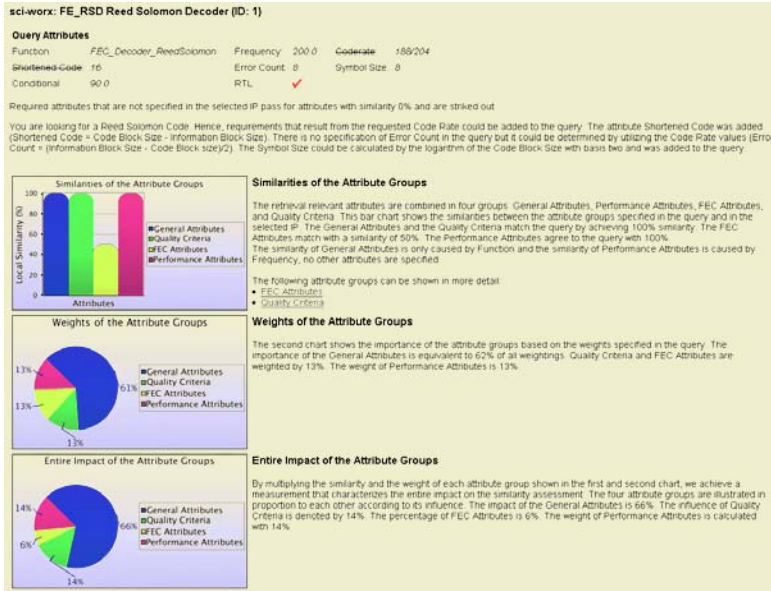 sci-worx: FE_RSD Reed Solomon Decoder (ID: 1)
Query Attributes
Function FEC_Decoder_ReedSolomon Frequency 200.0 Coderate 188/204
Shortened Code 16 Error Count 8 Symbol Size 8
Conditional 90.0 RTL ✓
Required attributes that are not specified in the selected IP pass for attributes with similarity 0% and are striked out
You are looking for a Reed Solomon Code. Hence, requirements that result from the requested Code Rate could be added to the query. The attribute Shortened Code was added
(Shortened Code = Code Block Size - Information Block Size). There is no specification of Error Count in the query but it could be determined by utilizing the Code Rate values (Erro
Count = (Information Block Size - Code Block size)/2). The Symbol Size could be calculated by the logarithm of the Code Block Size with basis two and was added to the query.
Similarities of the Attribute Groups
Local Similarity (%)
100
80
60
40
20
0
Attributes
General Attributes
Quality Criteria
FEC Attributes
Performance Attributes
Similarities of the Attribute Groups
The retrieval relevant attributes are combined in four groups: General Attributes, Performance Attributes, FEC Attributes,
and Quality Criteria. This bar chart shows the similarities between the attribute groups specified in the query and in the
selected IP. The General Attributes and the Quality Criteria match the query by achieving 100% similarity. The FEC
Attributes match with a similarity of 50%. The Performance Attributes agree to the query with 100%.
The similarity of General Attributes is only caused by Function and the similarity of Performance Attributes is caused by
Frequency, no other attributes are specified.
The following attribute groups can be shown in more detail:
• FEC Attributes
• Quality Criteria
Weights of the Attribute Groups
13%
13%
13%
61%
General Attributes
Quality Criteria
FEC Attributes
Performance Attributes
Weights of the Attribute Groups
The second chart shows the importance of the attribute groups based on the weights specified in the query. The
importance of the General Attributes is equivalent to 62% of all weightings. Quality Criteria and FEC Attributes are
weighted by 13%. The weight of Performance Attributes is 13%.
Entire Impact of the Attribute Groups
14%
6%
14%
66%
General Attributes
Quality Criteria
FEC Attributes
Performance Attributes
Entire Impact of the Attribute Groups
By multiplying the similarity and the weight of each attribute group shown in the first and second chart, we achieve a
measurement that characterizes the entire impact on the similarity assessment. The four attribute groups are illustrated in
proportion to each other according to its influence. The impact of the General Attributes is 66%. The influence of Quality
Criteria is denoted by 14%. The percentage of FEC Attributes is 6%. The weight of Performance Attributes is calculated
with 14%.